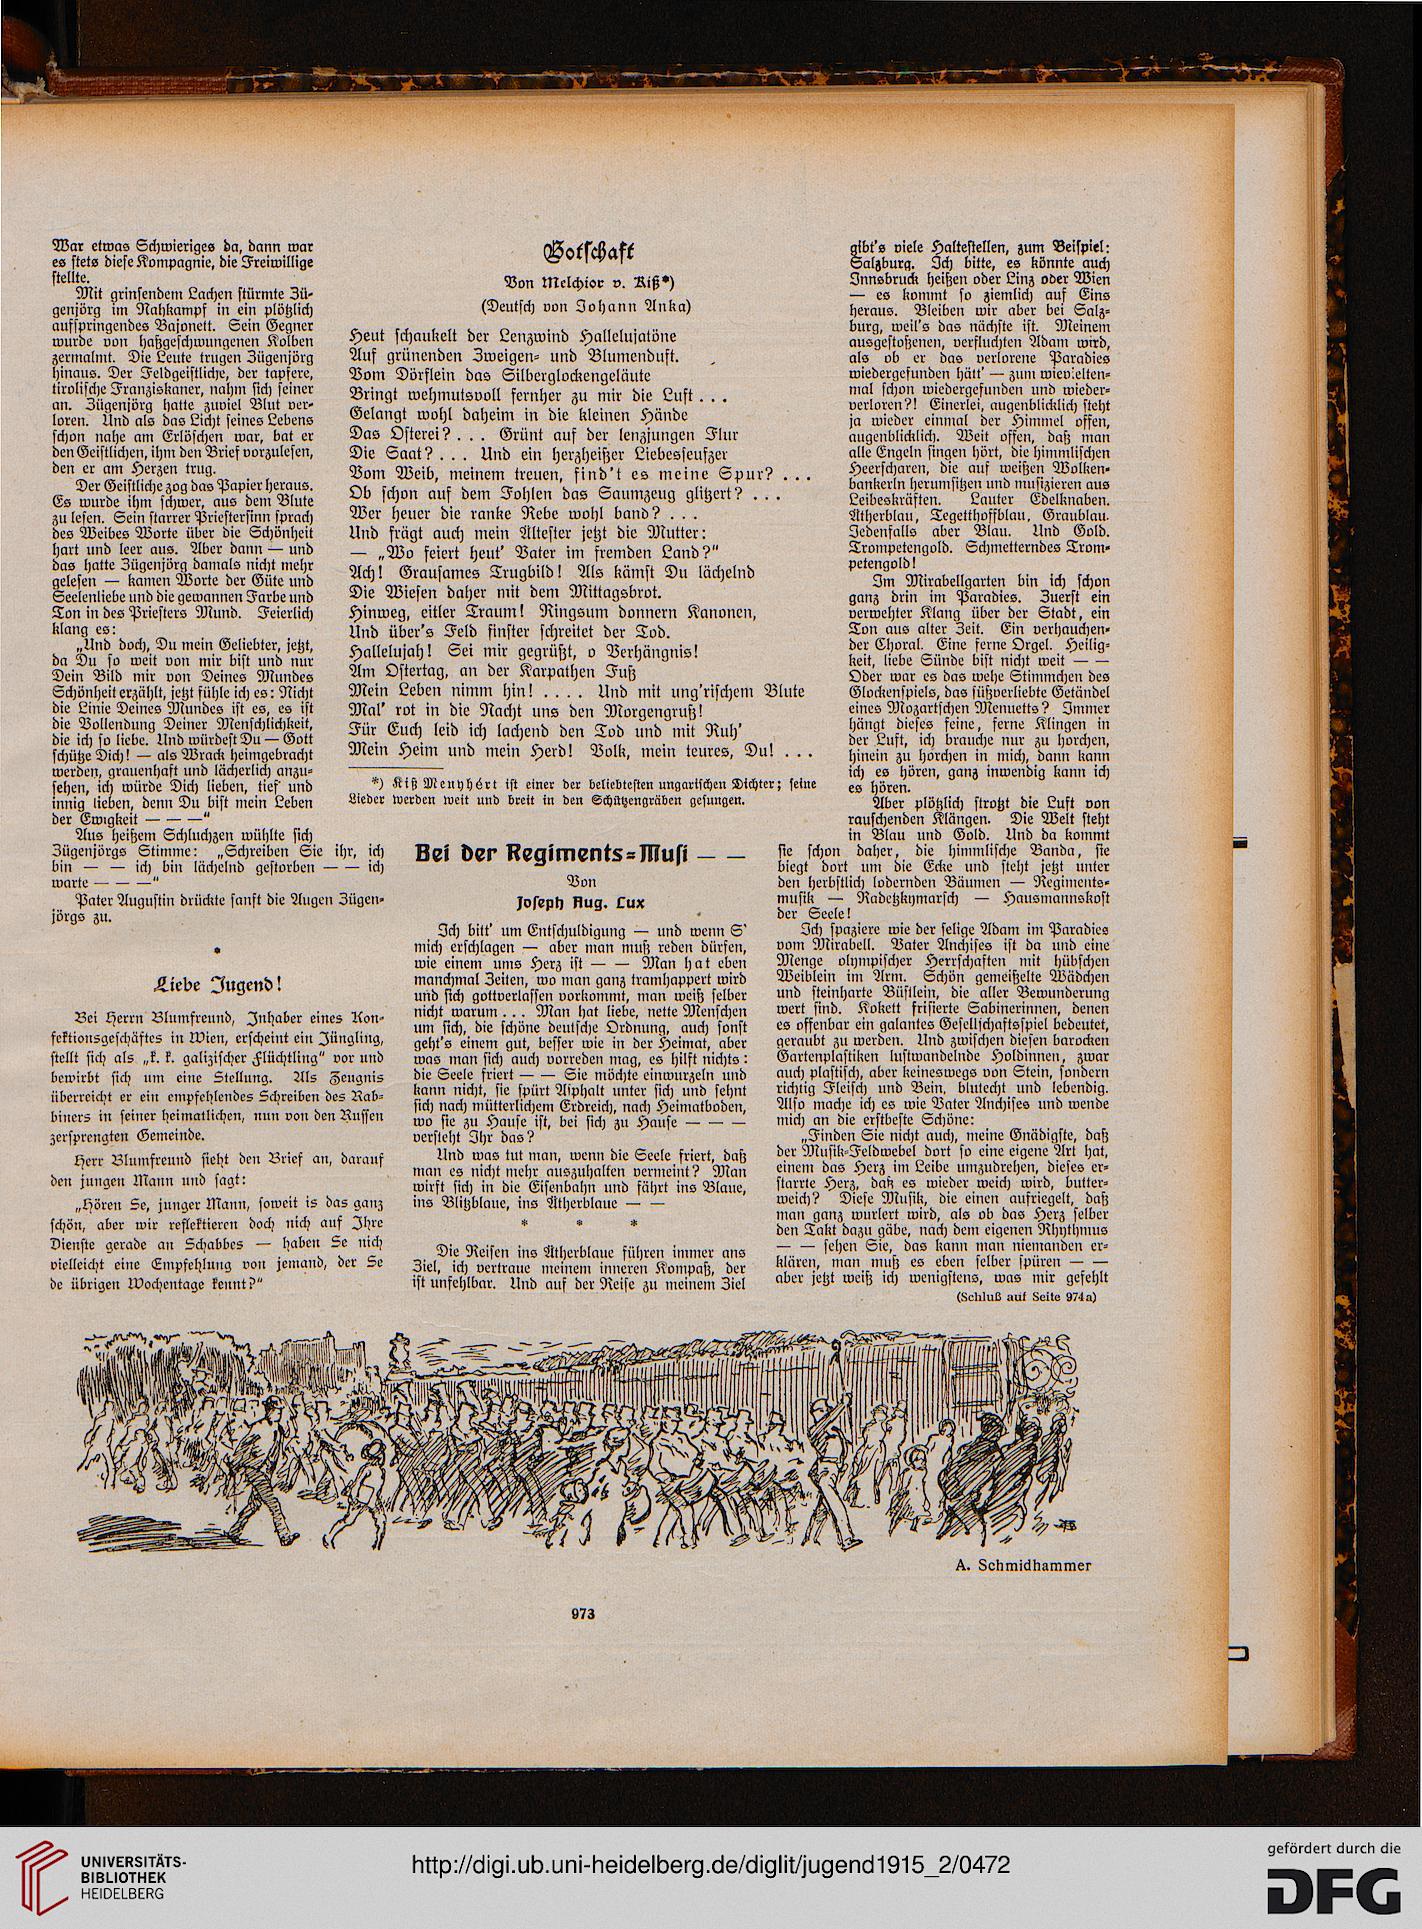 War etwas Schwieriges da, dann war
es stets diese Kompagnie, die Freiwillige
stellte.
Mit grinsendem Lachen stürmte Zü-
genjörg im Nahkampf in ein plötzlich
aufspringendes Bajonett. Sein Gegner
wurde von haßgeschwungenen Kolben
zermalmt. Die Leute trugen Zügenjörg
hinaus. Der Feldgeistliche, der tapfere,
tirolische Franziskaner, nahm sich seiner
an. Zügenjörg hatte zuviel Blut ver-
loren. Und als das Licht seines Lebens
schon nahe am Erlöschen war, bat er
den Geistlichen, ihm den Brief vorzulesen,
den er am Herzen trug.
Der Geistliche zog das Papier heraus.
Es wurde ihm schwer, aus dem Blute
zu lesen. Sein starrer Priestersinn sprach
des Weibes Worte über die Schönheit
hart und leer aus. Aber dann — und
das hatte Zügenjörg damals nicht mehr
gelesen — kamen Worte der Güte und
Seelenliebe und die gewannen Farbe und
Ton in des Priesters Mund. Feierlich
klang es:
„Und doch, Du mein Geliebter, jetzt,
da Du so weit von mir bist und nur
Dein Bild mir von Deines Mundes
Schönheit erzählt, jetzt fühle ich es: Nicht
die Linie Deines Mundes ist es, es ist
die Vollendung Deiner Menschlichkeit,
die ich so liebe. Und würdest Du — Gott
schütze Dich! — als Wrack heimgebracht
werden, grauenhaft und lächerlich anzu-
sehen, ich würde Dich lieben, tief und
innig lieben, denn Du bist mein Leben
der Ewigkeit — — —“
Aus heißem Schluchzen wühlte sich
Zügenjörgs Stimme: „Schreiben Sie ihr, ich
bin — — ich bin lächelnd gestorben — — ich
warte — — —“
Pater Augustin drückte sanft die Augen Zügen-
jörgs zu.
*
Liebe Jugend!
Bei Herrn Blumfreund, Inhaber eines Kon-
fektionsgeschäftes in Wien, erscheint ein Jüngling,
stellt sich als „k. k. galizischer Flüchtling“ vor und
bewirbt sich um eine Stellung. Als Zeugnis
überreicht er ein empfehlendes Schreiben des Rab-
biners in seiner heimatlichen, nun von den Russen
zersprengten Gemeinde.
Herr Blumfreund sieht den Brief an, darauf
den jungen Mann und sagt:
„Hören Se, junger Mann, soweit is das ganz
schön, aber wir reflektieren doch nich auf Ihre
Dienste gerade an Schabbes — haben Se nich
vielleicht eine Empfehlung von jemand, der Se
de übrigen Wochentage kennt?“
Botschaft
Von Melchior v. Kiß*)
(Deutsch von Johann Anka)
Heut schaukelt der Lenzwind Hallelujatöne
Auf grünenden Zweigen- und Blumenduft.
Vom Dörflein das Silberglockengeläute
Bringt wehmutsvoll fernher zu mir die Luft . . .
Gelangt wohl daheim in die kleinen Hände
Das Osterei? . . . Grünt auf der lenzjungen Flur
Die Saat? . . . Und ein herzheißer Liebesseufzer
Vom Weib, meinem treuen, find't es meine Spur? . . .
Ob schon auf dem Fohlen das Saumzeug glitzert? . . .
Wer heuer die ranke Rebe wohl band? . . .
Und frägt auch mein Ältester jetzt die Mutter:
— „Wo feiert heut' Vater im fremden Land?“
Ach! Grausames Trugbild! Als kämst Du lächelnd
Die Wiesen daher mit dem Mittagsbrot.
Hinweg, eitler Traum! Ringsum donnern Kanonen,
Und über's Feld finster schreitet der Tod.
Hallelujah! Sei mir gegrüßt, o Verhängnis!
Am Ostertag, an der Karpathen Fuß
Mein Leben nimm hin! . . . . Und mit ung'rischem Blute
Mal' rot in die Nacht uns den Morgengruß!
Für Euch leid ich lachend den Tod und mit Ruh'
Mein Heim und mein Herd! Volk, mein teures, Du! . . .
*) Kiß Menyhért ist einer der beliebtesten ungarischen Dichter; seine
Lieder werden weit und breit in den Schützengräben gesungen.
Bei der Regiments=Musi — —
Von
Joseph Aug. Lux
Ich bitt' um Entschuldigung — und wenn S'
mich erschlagen — aber man muß reden dürfen,
wie einem ums Herz ist — — Man hat eben
manchmal Zeiten, wo man ganz tramhappert wird
und sich gottverlassen vorkommt, man weiß selber
nicht warum . . . Man hat liebe, nette Menschen
um sich, die schöne deutsche Ordnung, auch sonst
geht's einem gut, besser wie in der Heimat, aber
was man sich auch vorreden mag, es hilft nichts:
die Seele friert — — Sie möchte einwurzeln und
kann nicht, sie spürt Asphalt unter sich und sehnt
sich nach mütterlichem Erdreich, nach Heimatboden,
wo sie zu Hause ist, bei sich zu Hause — — —
versteht Ihr das?
Und was tut man, wenn die Seele friert, daß
man es nicht mehr auszuhalten vermeint? Man
wirft sich in die Eisenbahn und fährt ins Blaue,
ins Blitzblaue, ins Ätherblaue — —
* * *
Die Reisen ins Ätherblaue führen immer ans
Ziel, ich vertraue meinem inneren Kompaß, der
ist unfehlbar. Und auf der Reise zu meinem Ziel
gibt's viele Haltestellen, zum Beispiel:
Salzburg. Ich bitte, es könnte auch
Innsbruck heißen oder Linz oder Wien
— es kommt so ziemlich auf Eins
heraus. Bleiben wir aber bei Salz-
burg, weil's das nächste ist. Meinem
ausgestoßenen, verfluchten Adam wird,
als ob er das verlorene Paradies
wiedergefunden hätt' — zum wievielten-
mal schon wiedergefunden und wieder-
verloren?! Einerlei, augenblicklich steht
ja wieder einmal der Himmel offen,
augenblicklich. Weit offen, daß man
alle Engeln singen hört, die himmlischen
Heerscharen, die auf weißen Wolken-
bankerln herumsitzen und musizieren aus
Leibeskräften. Lauter Edelknaben.
Ätherblau, Tegetthoffblau, Graublau.
Jedenfalls aber Blau. Und Gold.
Trompetengold. Schmetterndes Trom-
petengold!
Im Mirabellgarten bin ich schon
ganz drin im Paradies. Zuerst ein
verwehter Klang über der Stadt, ein
Ton aus alter Zeit. Ein verhauchen-
der Choral. Eine ferne Orgel. Heilig-
keit, liebe Sünde bist nicht weit — —
Oder war es das wehe Stimmchen des
Glockenspiels, das süßverliebte Getändel
eines Mozartschen Menuetts? Immer
hängt dieses feine, ferne Klingen in
der Luft, ich brauche nur zu horchen,
hinein zu horchen in mich, dann kann
ich es hören, ganz inwendig kann ich
es hören.
Aber plötzlich strotzt die Luft von
rauschenden Klängen. Die Welt steht
in Blau und Gold. Und da kommt
sie schon daher, die himmlische Banda, sie
biegt dort um die Ecke und steht jetzt unter
den herbstlich lodernden Bäumen — Regiments-
musik — Radetzkymarsch — Hausmannskost
der Seele!
Ich spaziere wie der selige Adam im Paradies
vom Mirabell. Vater Anchises ist da und eine
Menge olympischer Herrschaften mit hübschen
Weiblein im Arm. Schön gemeißelte Wädchen
und steinharte Büstlein, die aller Bewunderung
wert sind. Kokett frisierte Sabinerinnen, denen
es offenbar ein galantes Gesellschaftsspiel bedeutet,
geraubt zu werden. Und zwischen diesen barocken
Gartenplastiken lustwandelnde Holdinnen, zwar
auch plastisch, aber keineswegs von Stein, sondern
richtig Fleisch und Bein, blutecht und lebendig.
Also mache ich es wie Vater Anchises und wende
mich an die erstbeste Schöne:
„Finden Sie nicht auch, meine Gnädigste, daß
der Musik-Feldwebel dort so eine eigene Art hat,
einem das Herz im Leibe umzudrehen, dieses er-
starrte Herz, daß es wieder weich wird, butter-
weich? Diese Musik, die einen aufriegelt, daß
man ganz wurlert wird, als ob das Herz selber
den Takt dazu gäbe, nach dem eigenen Rhythmus
— — sehen Sie, das kann man niemanden er-
klären, man muß es eben selber spüren — —
aber jetzt weiß ich wenigstens, was mir gefehlt
(Schluß auf Seite 974a)
A. Schmidhammer
973
UNIVERSITÄTS-
BIBLIOTHEK
HEIDELBERG
http://digi.ub.uni-heidelberg.de/diglit/jugend1915_2/0472
gefördert durch die
DFG